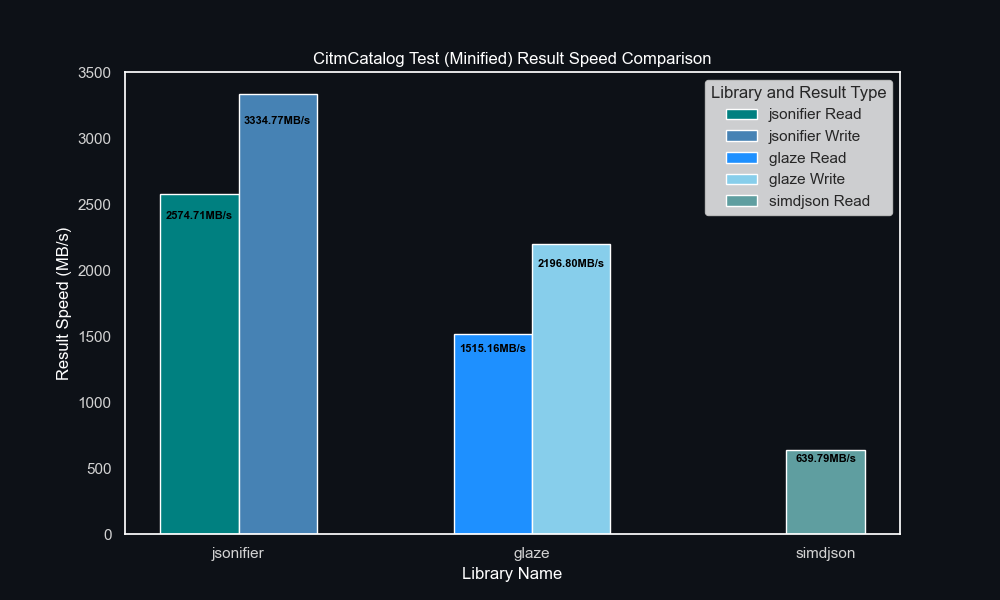 CitmCatalog Test (Minified) Result Speed Comparison
3500
3000
2500
2000
1500
1000
500
0
Result Speed (MB/s)
2574.71MB/s
3334.77MB/s
1515.16MB/s
2196.80MB/s
639.79MB/s
Library and Result Type
jsonifier Read
jsonifier Write
glaze Read
glaze Write
simdjson Read
jsonifier
glaze
simdjson
Library Name